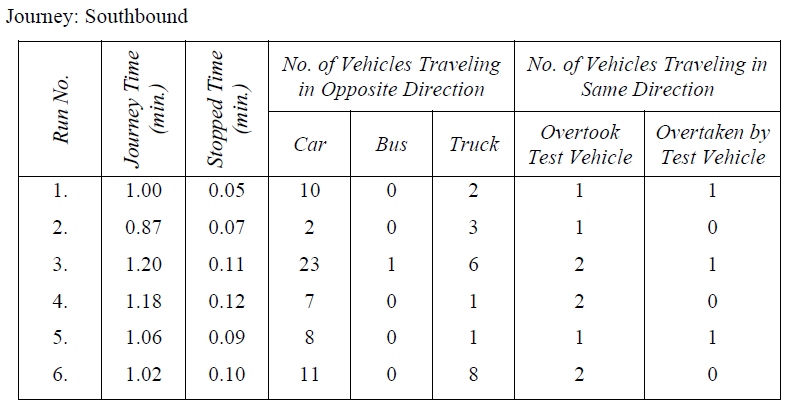 Journey: Southbound
Run No.
Journey Time
(min.)
Stopped Time
(min.)
No. of Vehicles Traveling
in Opposite Direction
No. of Vehicles Traveling in
Same Direction
Car
Bus
Truck
Overtook
Test Vehicle
Overtaken by
Test Vehicle
1. 1.00 0.05 10 0 2 1 1
2. 0.87 0.07 2 0 3 1 0
3. 1.20 0.11 23 1 6 2 1
4. 1.18 0.12 7 0 1 2 0
5. 1.06 0.09 8 0 1 1 1
6. 1.02 0.10 11 0 8 2 0